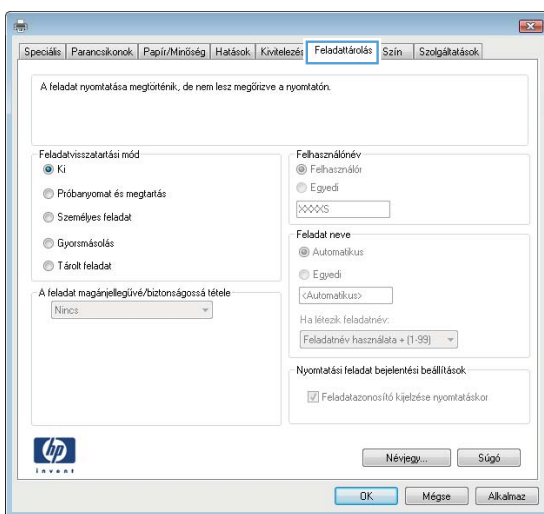 Speciális Parancsikonok Papír/Minőség Hatások Kivitelezés Feladattárolás Szín Szolgáltatások
A feladat nyomtatása megtörténik, de nem lesz megőrizve a nyomtatón.
Feladatvisszatartási mód
Ki
Próbanyomat és megtartás
Személyes feladat
Gyorsmásolás
Tárolt feladat
A feladat magánjellegűvé/biztonságossá tétele
Nincs
Felhasználónév
Felhasználór
Egyedi
XXXXS
Feladat neve
Automatikus
Egyedi
<Automatikus>
Ha létezik feladatnév:
Feladatnév használata + (1-99)
Nyomtatási feladat bejelentési beállítások
Feladatazonosító kijelzése nyomtatáskor
hp
invent
Névjegy... Súgó
OK Mégse Alkalmaz